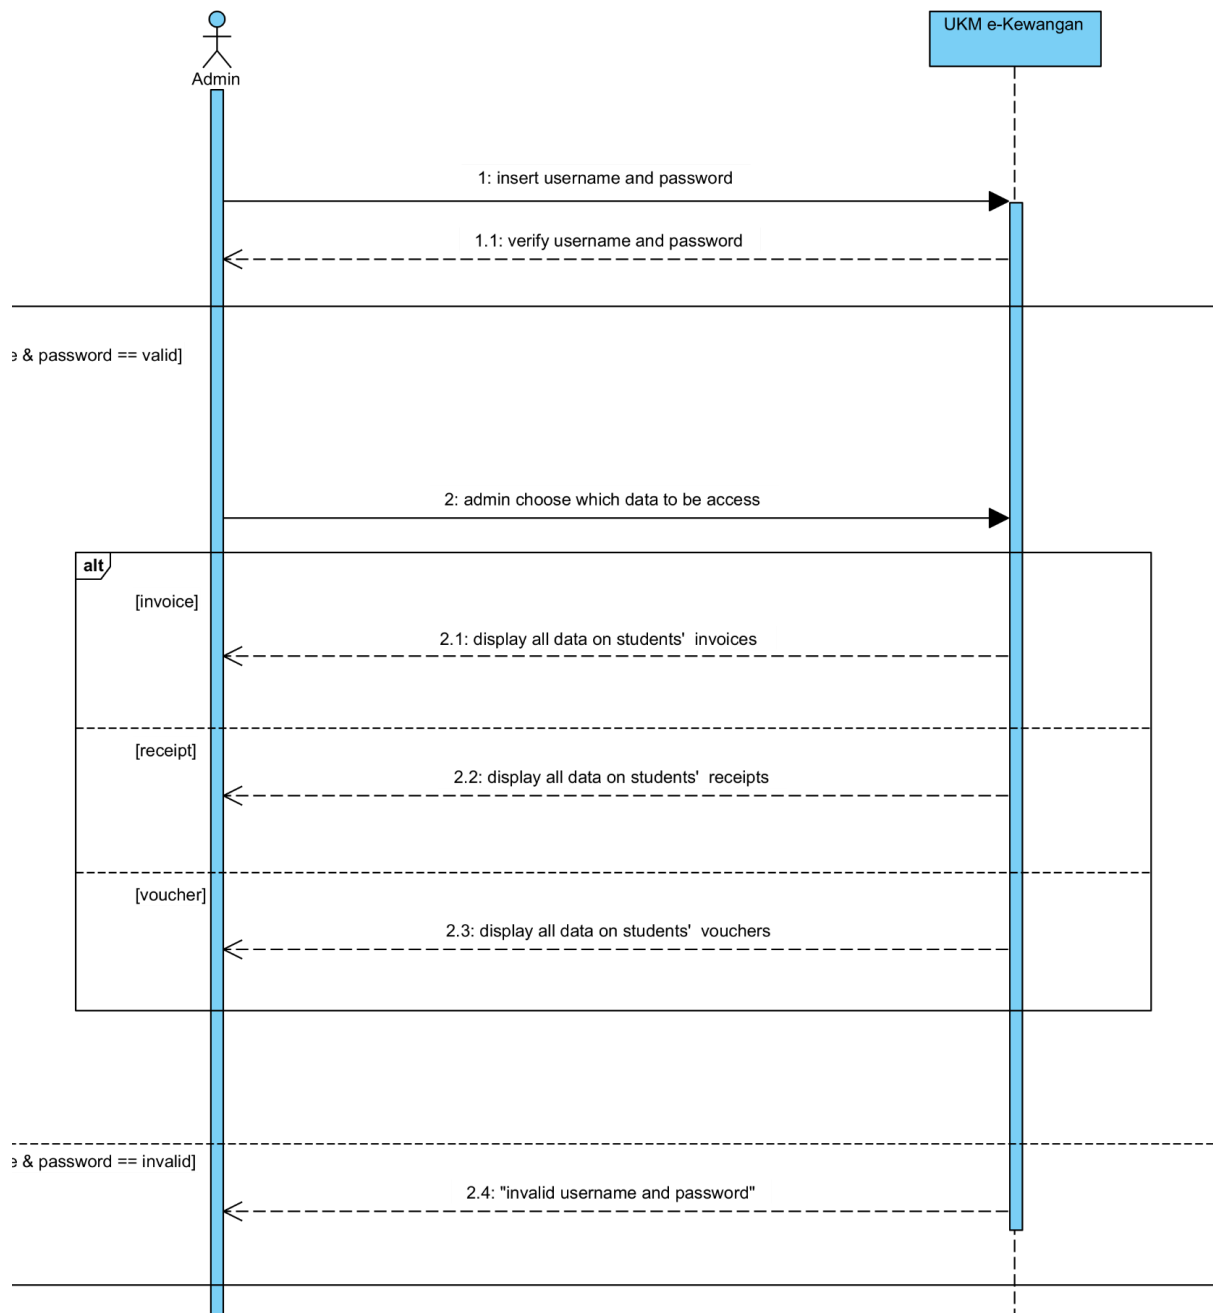 UKM e-Kewangan
Admin
1: insert username and password
1.1: verify username and password
& password == valid]
2: admin choose which data to be access
alt
[invoice]
2.1: display all data on students'  invoices
[receipt]
2.2: display all data on students'  receipts
[voucher]
2.3: display all data on students'  vouchers
& password == invalid]
2.4: "invalid username and password"